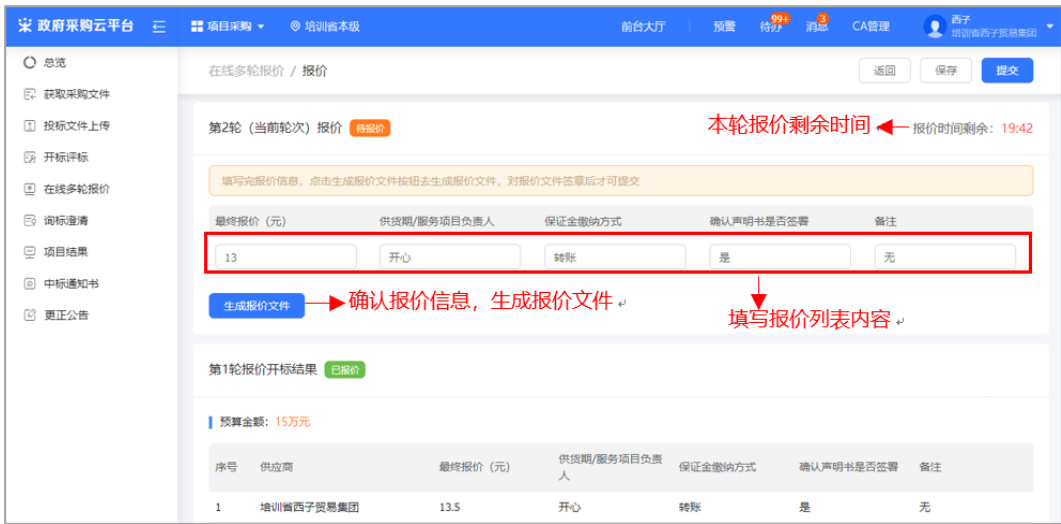 政府采购云平台 项目采购 培训省本级 前台大厅 预警 待办 99+ 消息 3 CA管理 西子
培训省西子贸易集团
总览
获取采购文件
投标文件上传
开标评标
在线多轮报价
询标澄清
项目结果
中标通知书
更正公告
在线多轮报价 / 报价 返回 保存 提交
第2轮（当前轮次）报价 待报价 本轮报价剩余时间 报价时间剩余：19:42
填写完报价信息，点击生成报价文件按钮去生成报价文件，对报价文件签章后才可提交
最终报价（元） 供货期/服务项目负责人 保证金缴纳方式 确认声明书是否签署 备注
13 开心 转账 是 无
生成报价文件 确认报价信息，生成报价文件
填写报价列表内容
第1轮报价开标结果 已报价
预算金额：15万元
序号 供应商 最终报价（元） 供货期/服务项目负责人 保证金缴纳方式 确认声明书是否签署 备注
1 培训省西子贸易集团 13.5 开心 转账 是 无